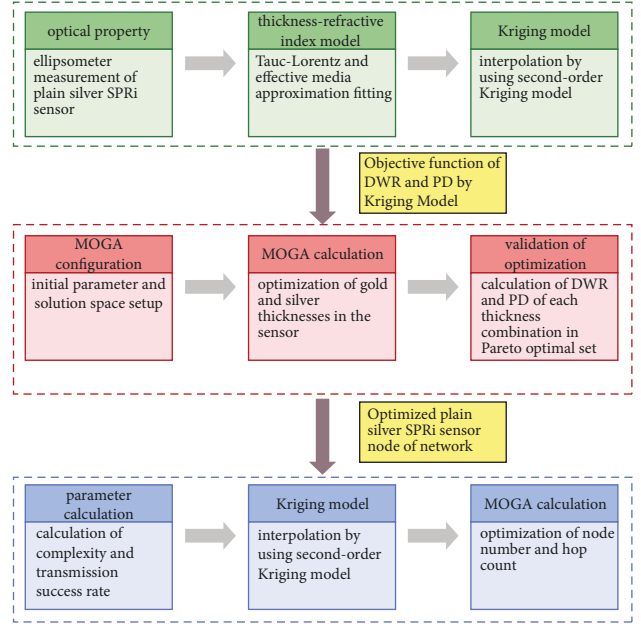 optical property
ellipsometer
measurement of
plain silver SPRi
sensor
thickness-refractive
index model
Tauc-Lorentz and
effective media
approximation fitting
Kriging model
interpolation by
using second-order
Kriging model
Objective function of
DWR and PD by
Kriging Model
MOGA
configuration
initial parameter and
solution space setup
MOGA calculation
optimization of gold
and silver
thicknesses in the
sensor
validation of
optimization
calculation of DWR
and PD of each
thickness
combination in
Pareto optimal set
Optimized plain
silver SPRi sensor
node of network
parameter
calculation
calculation of
complexity and
transmission
success rate
Kriging model
interpolation by
using second-order
Kriging model
MOGA calculation
optimization of node
number and hop
count